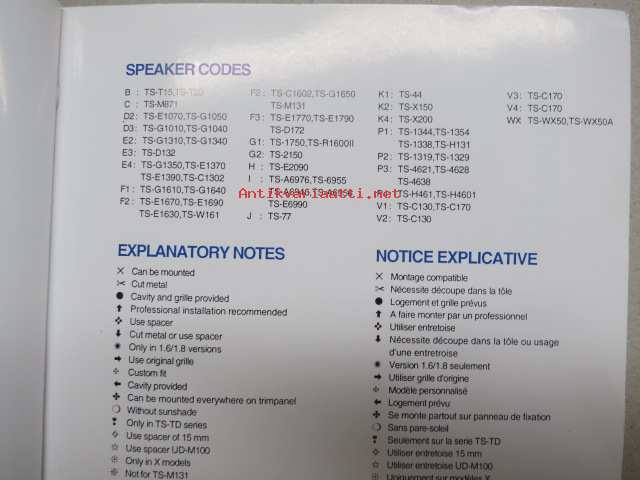 SPEAKER CODES
B : TS-T15,
C : TS-M871
D2: TS-E1070,TS-G1050
D3: TS-G1010,TS-G1040
E2: TS-G1310,TS-G1340
E3: TS-D132
E4: TS-G1350,TS-E1370
TS-E1390,TS-C1302
F1: TS-G1610,TS-G1640
F2: TS-E1670,TS-E1690
TS-E1630,TS-W161
F2: TS-C1602,TS-G1650
TS-M131
F3: TS-E1770,TS-E1790
TS-D172
G1: TS-1750,TS-R1600II
G2: TS-2150
H : TS-E2090
I : TS-A6976,TS-6955
TS-E6990
J : TS-77
K1: TS-44
K2: TS-X150
K4: TS-X200
P1: TS-1344,TS-1354
TS-1338,TS-H131
P2: TS-1319,TS-1329
P3: TS-4621,TS-4628
TS-4638
TS-H461,TS-H4601
V1: TS-C130,TS-C170
V2: TS-C130
V3: TS-C170
V4: TS-C170
WX: TS-WX50,TS-WX50A
Antikvariaatti.net
EXPLANATORY NOTES
✕ Can be mounted
✂ Cut metal
● Cavity and grille provided
⬆ Professional installation recommended
❖ Use spacer
⬇ Cut metal or use spacer
✺ Only in 1.6/1.8 versions
➡ Use original grille
✣ Custom fit
⬅ Cavity provided
✤ Can be mounted everywhere on trimpanel
❍ Without sunshade
❢ Only in TS-TD series
✧ Use spacer of 15 mm
☆ Use spacer UD-M100
❊ Only in X models
❈ Not for TS-M131
NOTICE EXPLICATIVE
✕ Montage compatible
✂ Nécessite découpe dans la tôle
● Logement et grille prévus
⬆ A faire monter par un professionnel
❖ Utiliser entretoise
⬇ Nécessite découpe dans la tôle ou usage
d'une entretroise
✺ Version 1.6/1.8 seulement
➡ Utiliser grille d'origine
✣ Modèle personnalisé
⬅ Logement prévu
✤ Se monte partout sur panneau de fixation
❍ Sans pare-soleil
❢ Seulement sur la serie TS-TD
✧ Utiliser entretoise 15 mm
☆ Utiliser entretoise UD-M100
❊ Uniquement sur modèles X